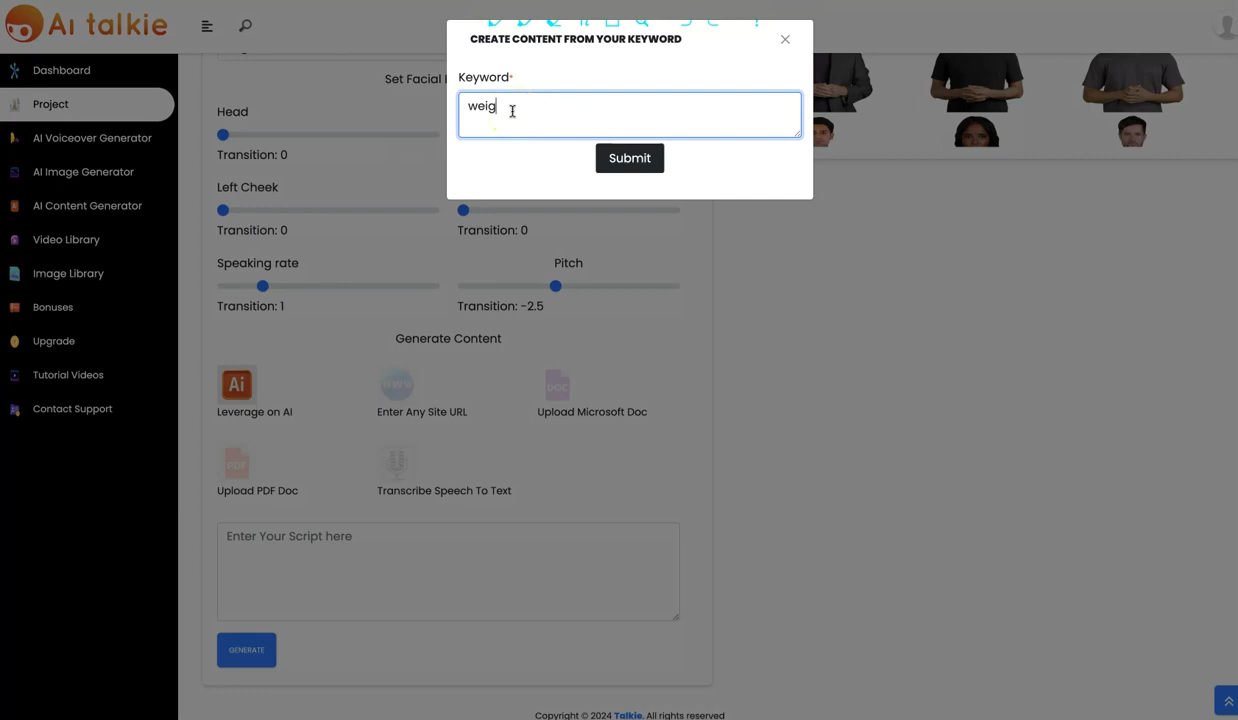 Ai talkie
CREATE CONTENT FROM YOUR KEYWORD
Keyword*
weig
Submit
Dashboard
Project
AI Voiceover Generator
AI Image Generator
AI Content Generator
Video Library
Image Library
Bonuses
Upgrade
Tutorial Videos
Contact Support
Set Facial
Head
Transition: 0
Left Cheek
Transition: 0
Transition: 0
Speaking rate
Pitch
Transition: 1
Transition: -2.5
Generate Content
Ai
WWW
DOC
Leverage on AI
Enter Any Site URL
Upload Microsoft Doc
PDF
Upload PDF Doc
Transcribe Speech To Text
Enter Your Script here
GENERATE
Copyright © 2024 Talkie. All rights reserved